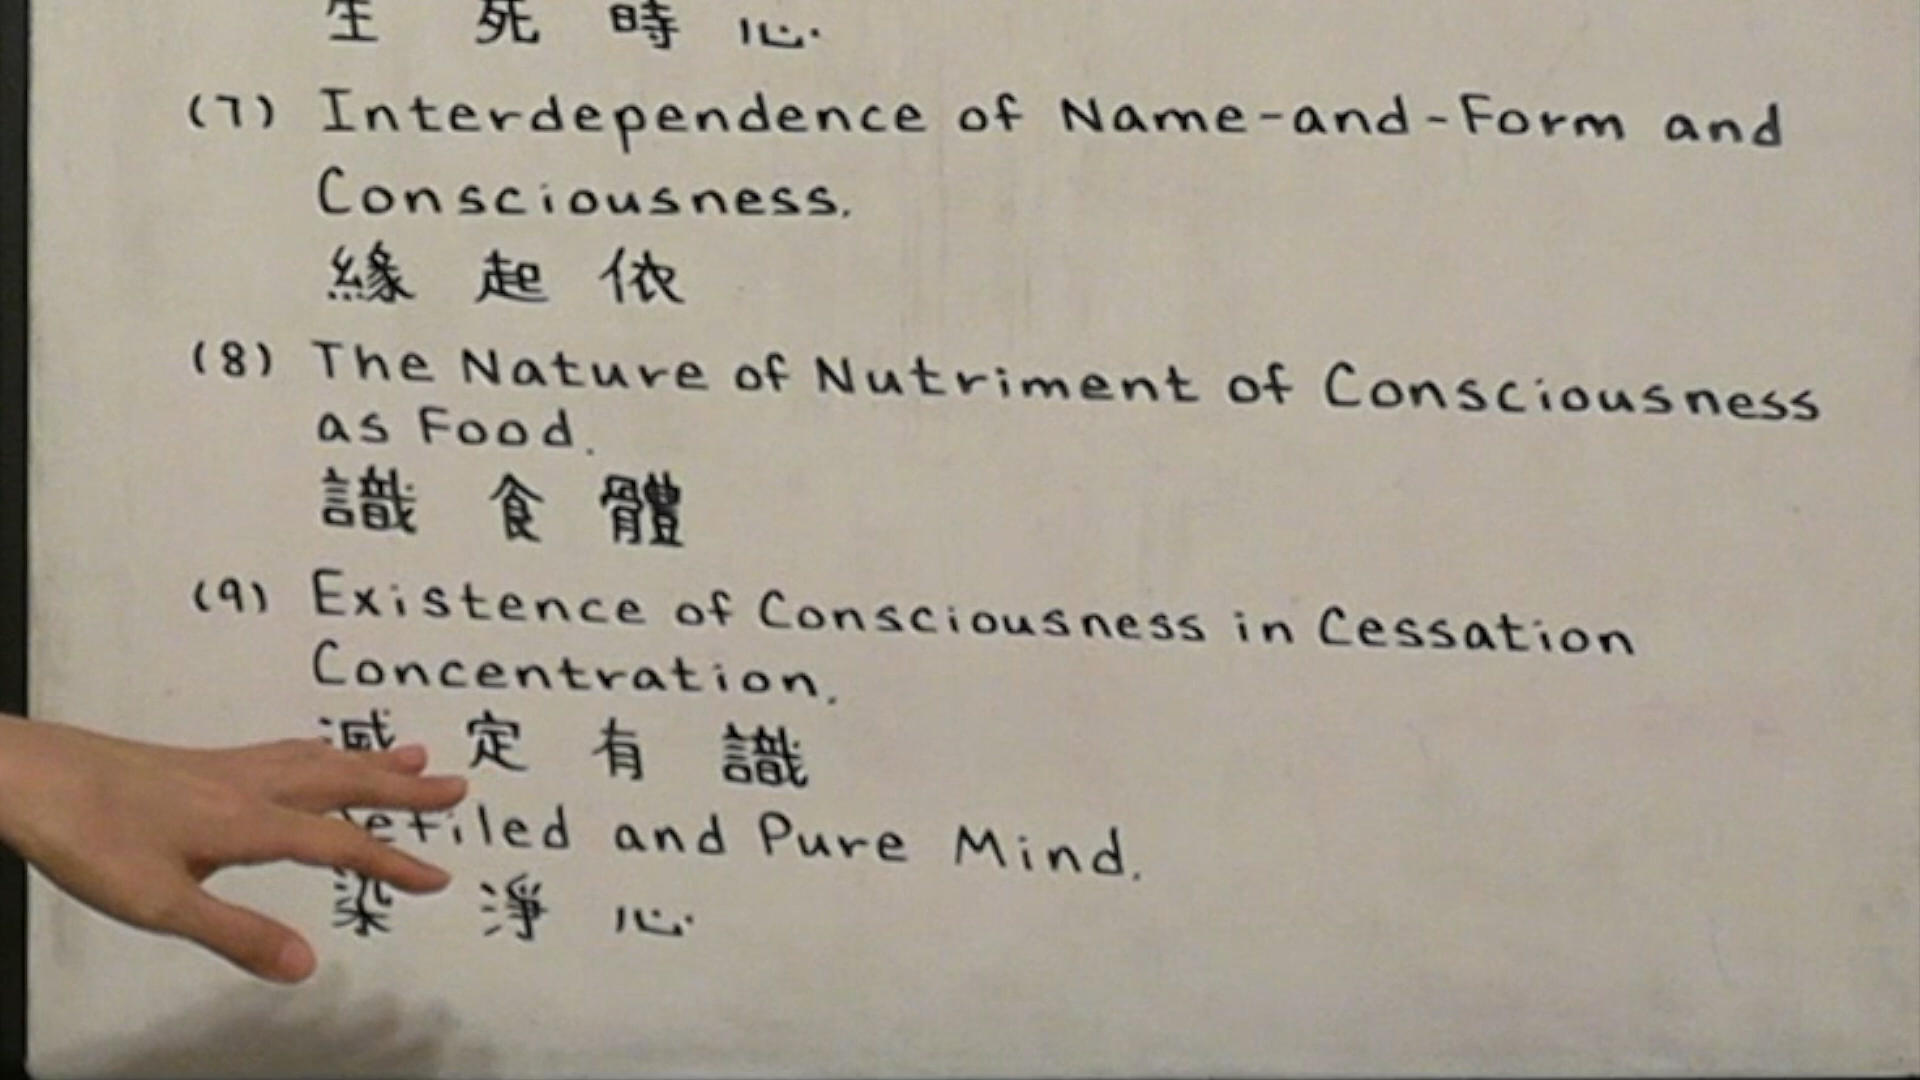 生 死 時 心
(7) Interdependence of Name-and-Form and
Consciousness.
緣 起 依
(8) The Nature of Nutriment of Consciousness
as Food.
識 食 體
(9) Existence of Consciousness in Cessation
Concentration.
滅 定 有 識
Defiled and Pure Mind.
染 淨 心